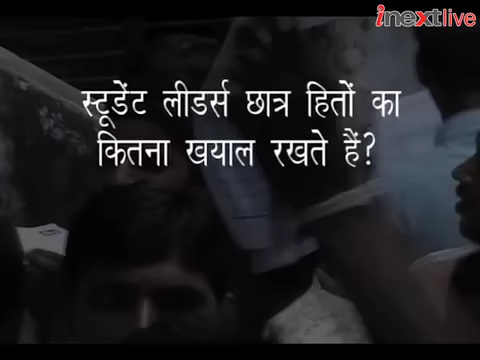 inextlive
स्टूडेंट लीडर्स छात्र हितों का
कितना खयाल रखते हैं?